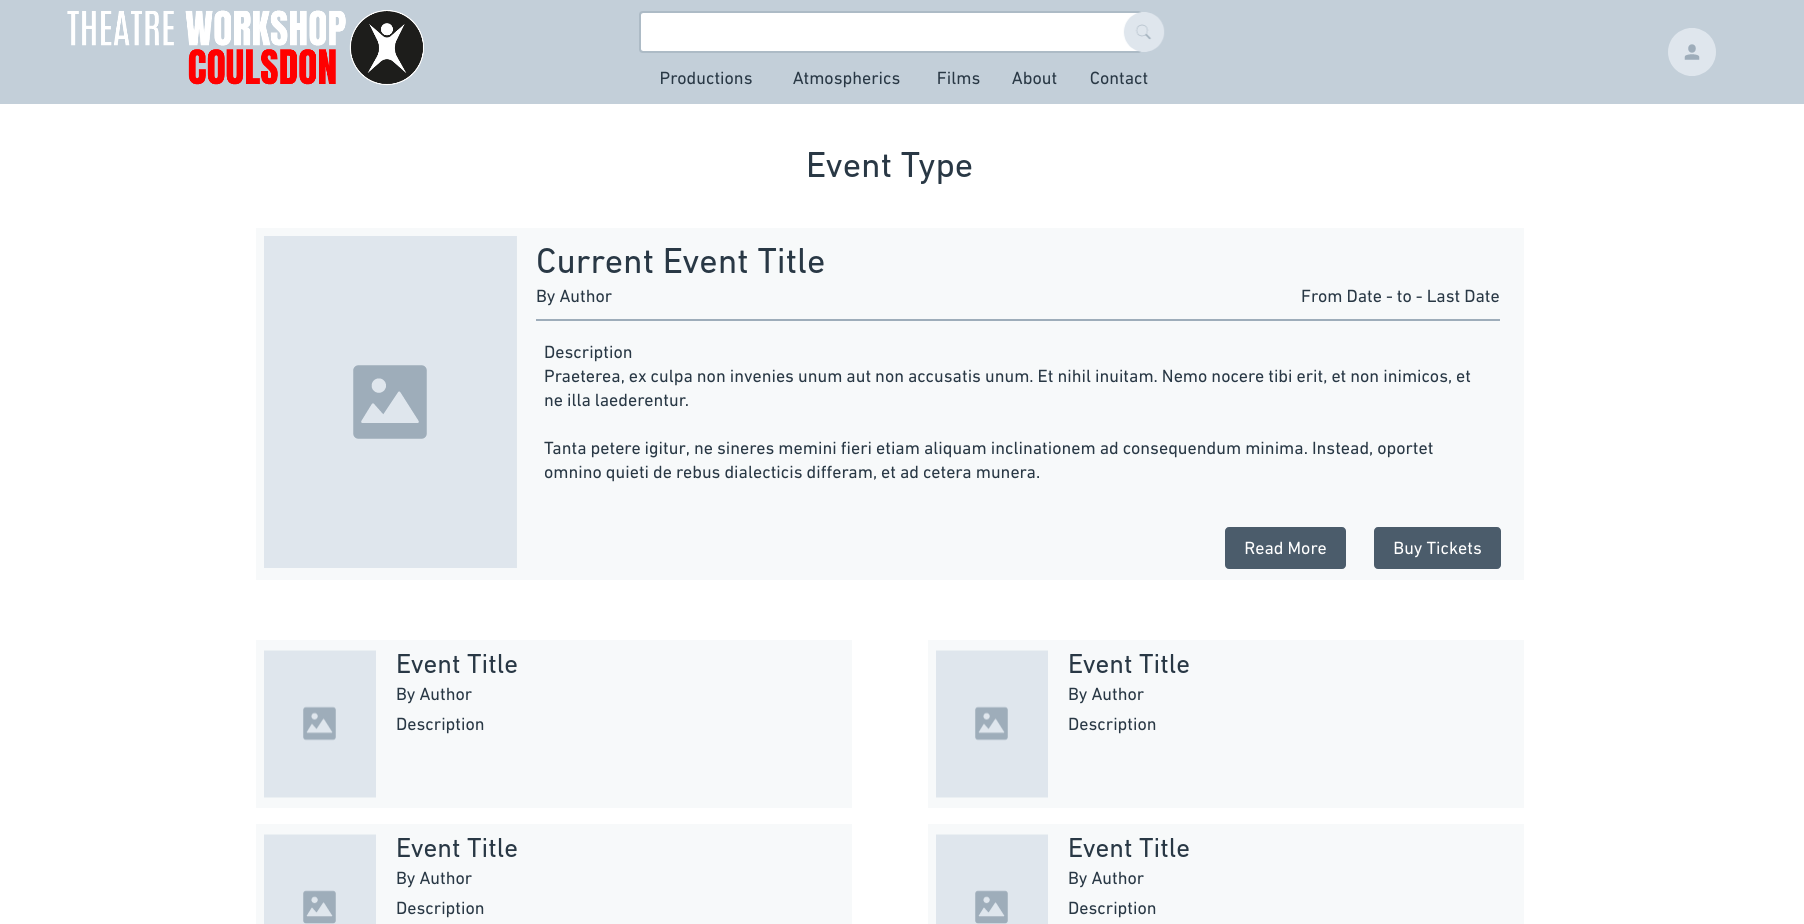 THEATRE WORKSHOP
COULSDON
Productions Atmospherics Films About Contact
Event Type
Current Event Title
By Author
From Date - to - Last Date
Description
Praeterea, ex culpa non invenies unum aut non accusatis unum. Et nihil inuitam. Nemo nocere tibi erit, et non inimicos, et
ne illa laederentur.
Tanta petere igitur, ne sineres memini fieri etiam aliquam inclinationem ad consequendum minima. Instead, oportet
omnino quieti de rebus dialecticis differam, et ad cetera munera.
Read More
Buy Tickets
Event Title
By Author
Description
Event Title
By Author
Description
Event Title
By Author
Description
Event Title
By Author
Description